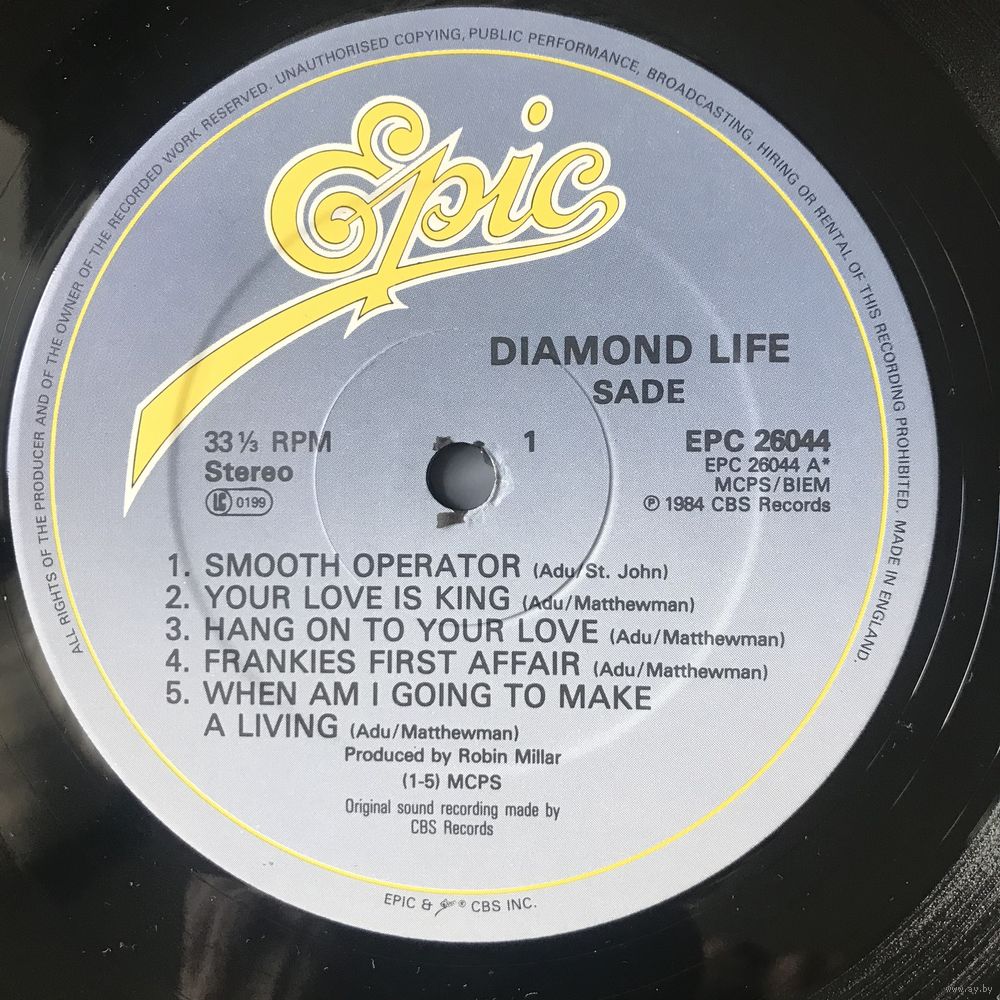 ALL RIGHTS OF THE PRODUCER AND OF THE OWNER OF THE RECORDED WORK RESERVED. UNAUTHORISED COPYING, PUBLIC PERFORMANCE, BROADCASTING, HIRING OR RENTAL OF THIS RECORDING PROHIBITED. MADE IN ENGLAND.
Epic
DIAMOND LIFE
SADE
33⅓ RPM
Stereo
LC 0199
1
EPC 26044
EPC 26044 A*
MCPS/BIEM
℗ 1984 CBS Records
1. SMOOTH OPERATOR (Adu/St. John)
2. YOUR LOVE IS KING (Adu/Matthewman)
3. HANG ON TO YOUR LOVE (Adu/Matthewman)
4. FRANKIES FIRST AFFAIR (Adu/Matthewman)
5. WHEN AM I GOING TO MAKE
A LIVING (Adu/Matthewman)
Produced by Robin Millar
(1-5) MCPS
Original sound recording made by
CBS Records
EPIC & Epic ® CBS INC.
www.ay.by